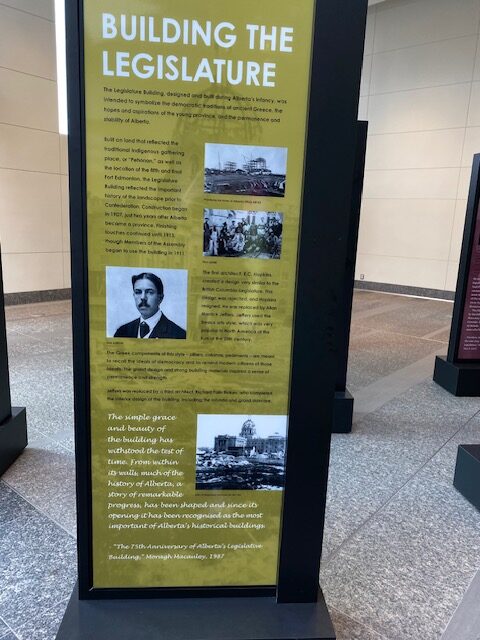 BUILDING THE
LEGISLATURE
The Legislature Building, designed and built during Alberta's infancy, was
intended to symbolize the democratic traditions of ancient Greece, the
hopes and aspirations of the young province, and the permanence and
stability of Alberta.
Built on land that reflected the
traditional Indigenous gathering
place, or "Pehonan," as well as
the location of the fifth and final
Fort Edmonton, the Legislature
Building reflected the important
history of the landscape prior to
Confederation. Construction began
in 1907, just two years after Alberta
became a province. Finishing
touches continued until 1913,
though Members of the Assembly
began to use the building in 1911.
The first architect, E.C. Hopkins,
created a design very similar to the
British Columbia Legislature. This
design was rejected, and Hopkins
resigned. He was replaced by Allan
Merrick Jeffers. Jeffers used the
Beaux arts style, which was very
popular in North America at the
turn of the 20th century.
The Greek components of this style – pillars, columns, pediments – are meant
to recall the ideals of democracy and to remind modern citizens of those
ideals. The grand design and strong building materials inspired a sense of
permanence and strength.
Jeffers was replaced by a third architect, Richard Palin Blakey, who completed
the interior design of the building, including the rotunda and grand staircase.
The simple grace
and beauty of
the building has
withstood the test of
time. From within
its walls, much of the
history of Alberta, a
story of remarkable
progress, has been shaped and since its
opening it has been recognized as the most
important of Alberta's historical buildings.
- "The 75th Anniversary of Alberta's Legislative
Building," Moragh Macauley, 1987